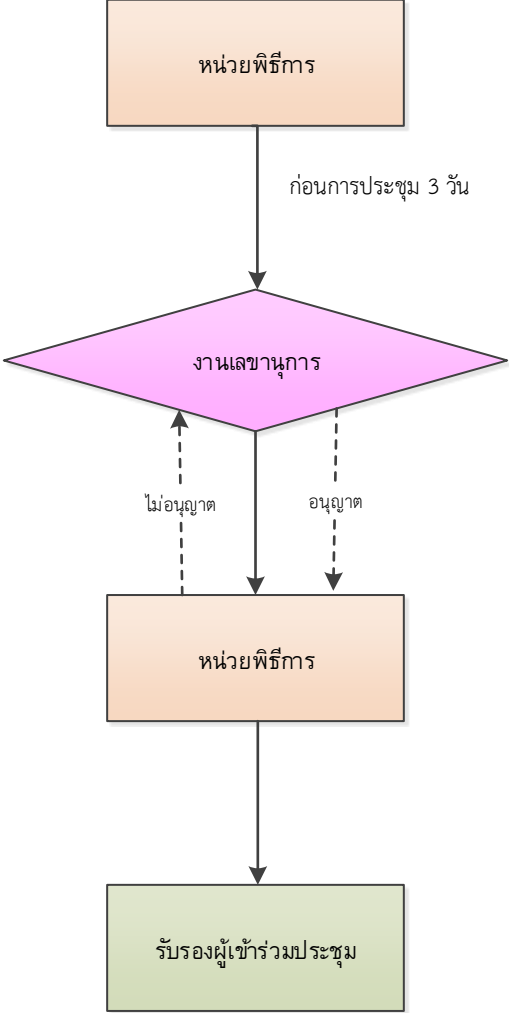 หน่วยพิธีการ
ก่อนการประชุม 3 วัน
งานเลขานุการ
ไม่อนุญาต
อนุญาต
หน่วยพิธีการ
รับรองผู้เข้าร่วมประชุม